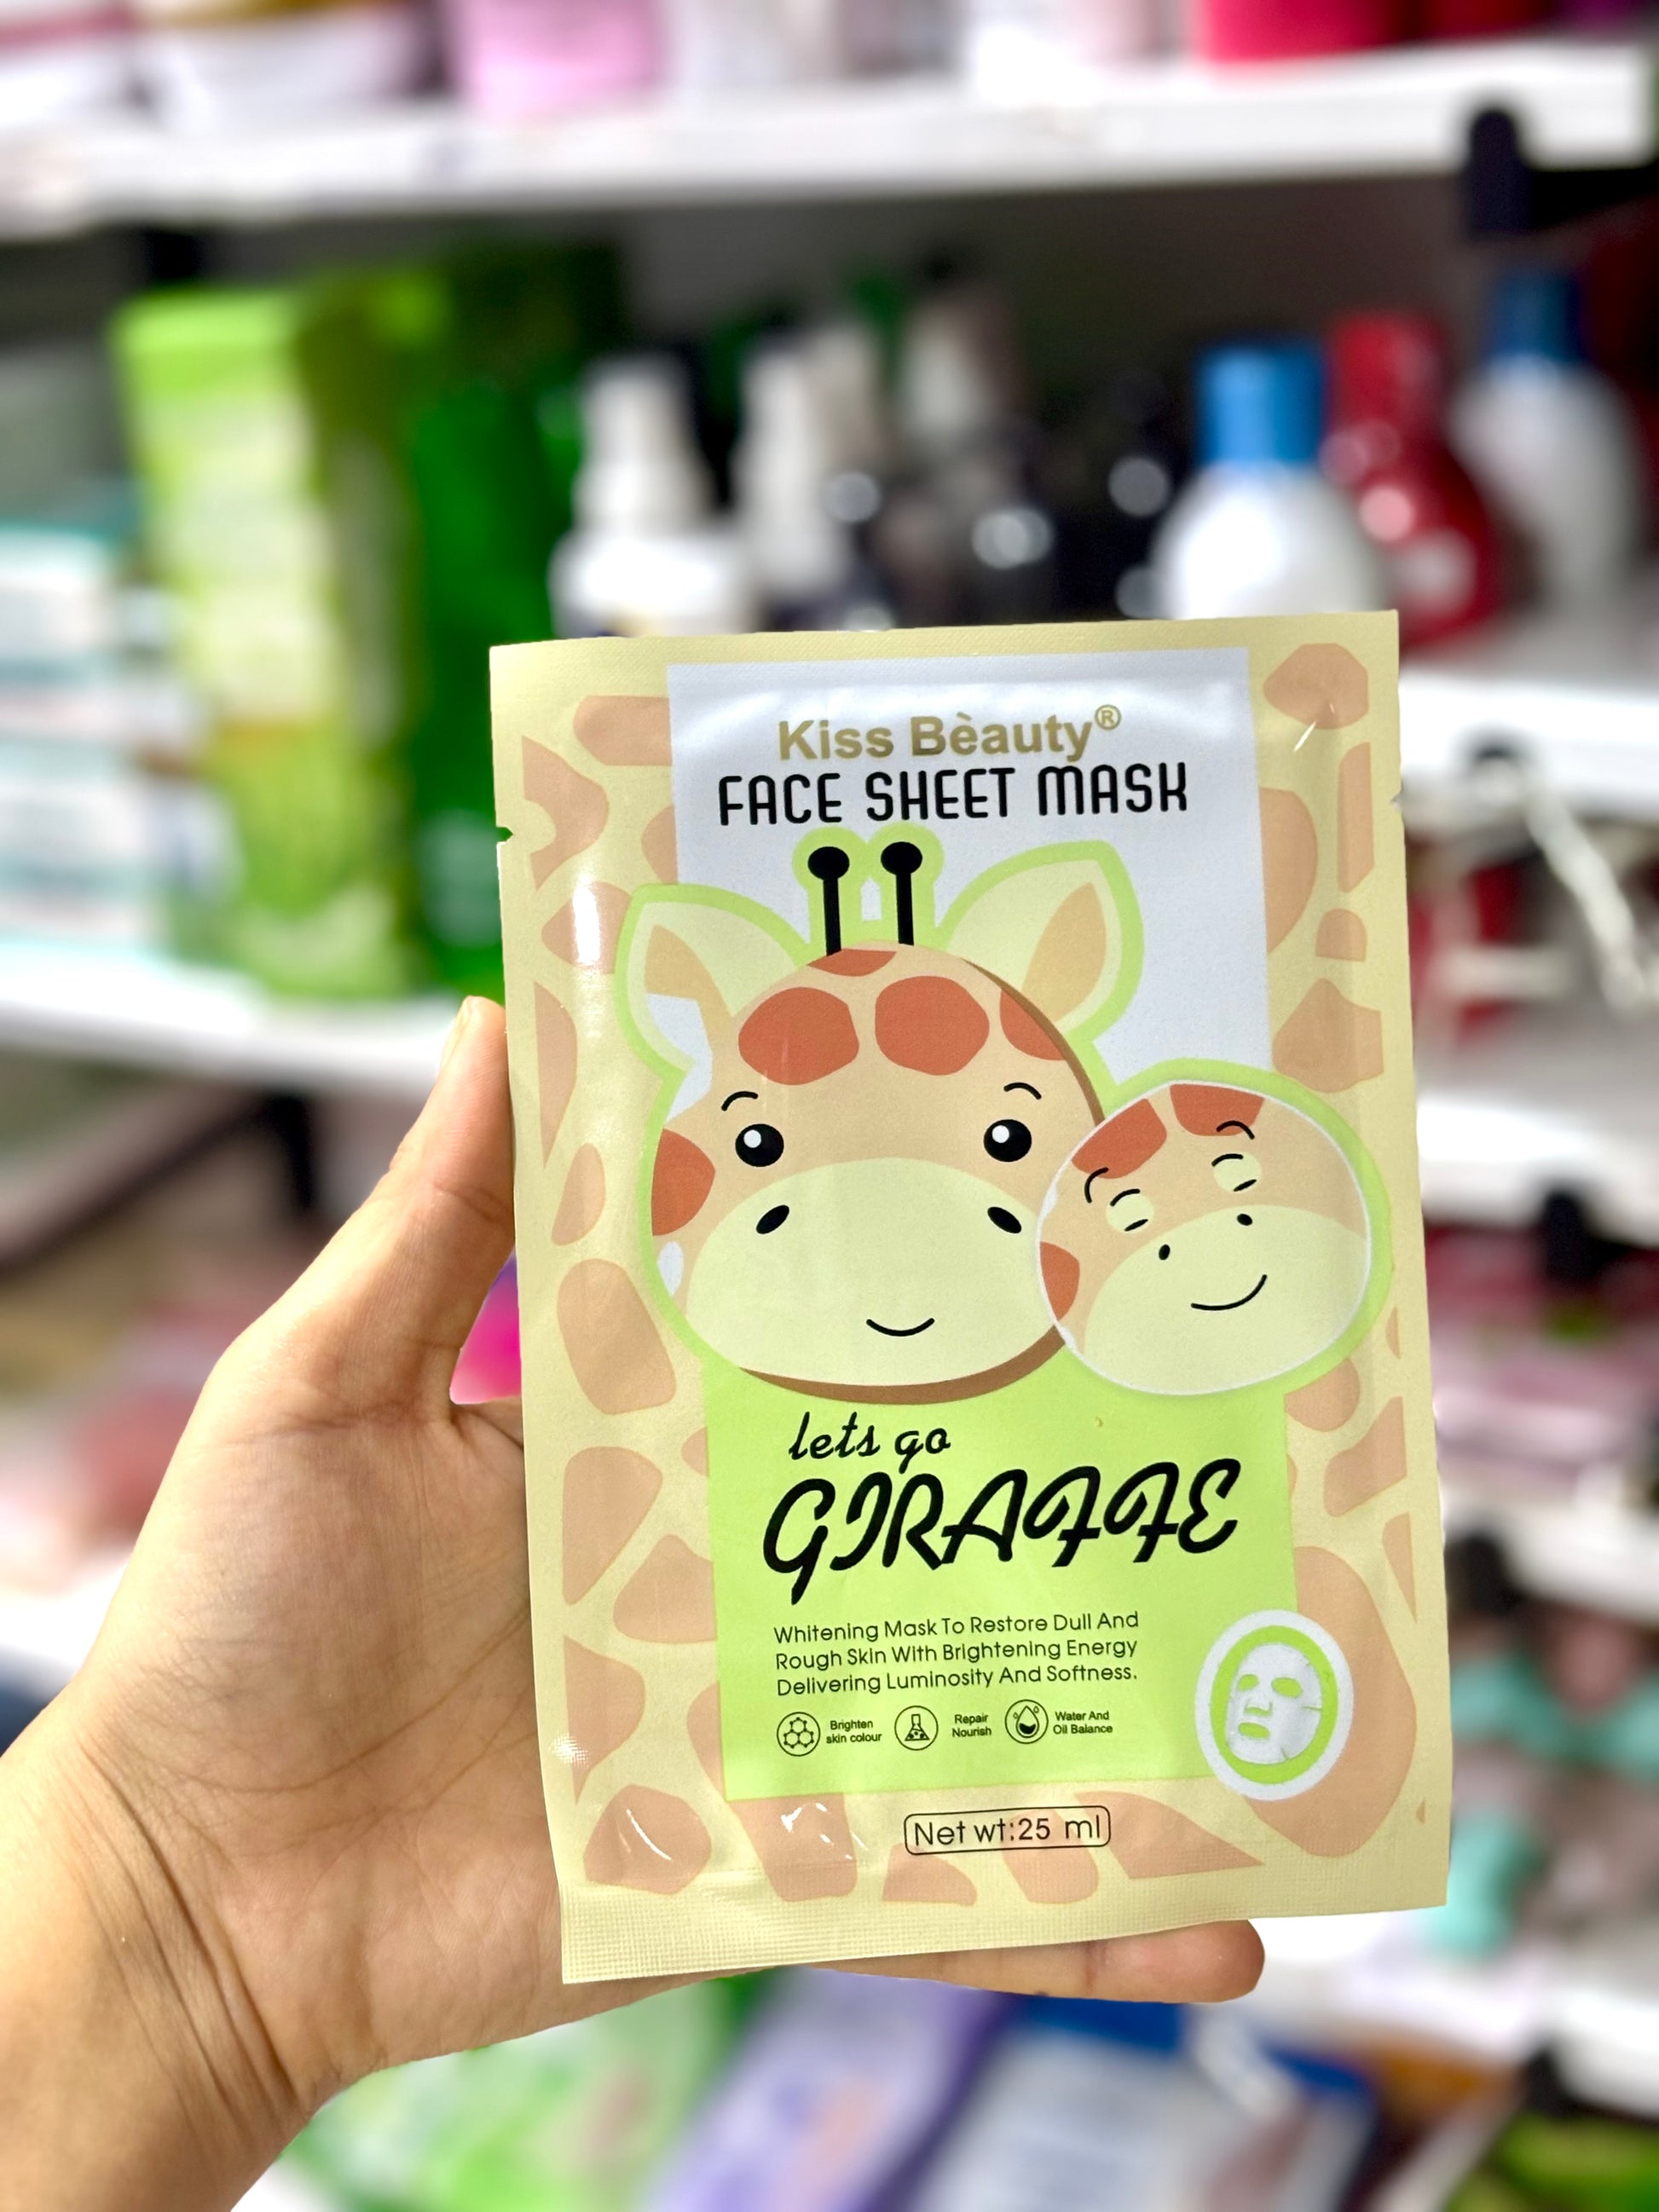 Kiss Bèauty®
FACE SHEET MASK
lets go
GIRAFFE
Whitening Mask To Restore Dull And
Rough Skin With Brightening Energy
Delivering Luminosity And Softness.
Brighten
skin colour
Repair
Nourish
Water And
Oil Balance
Net wt:25 ml